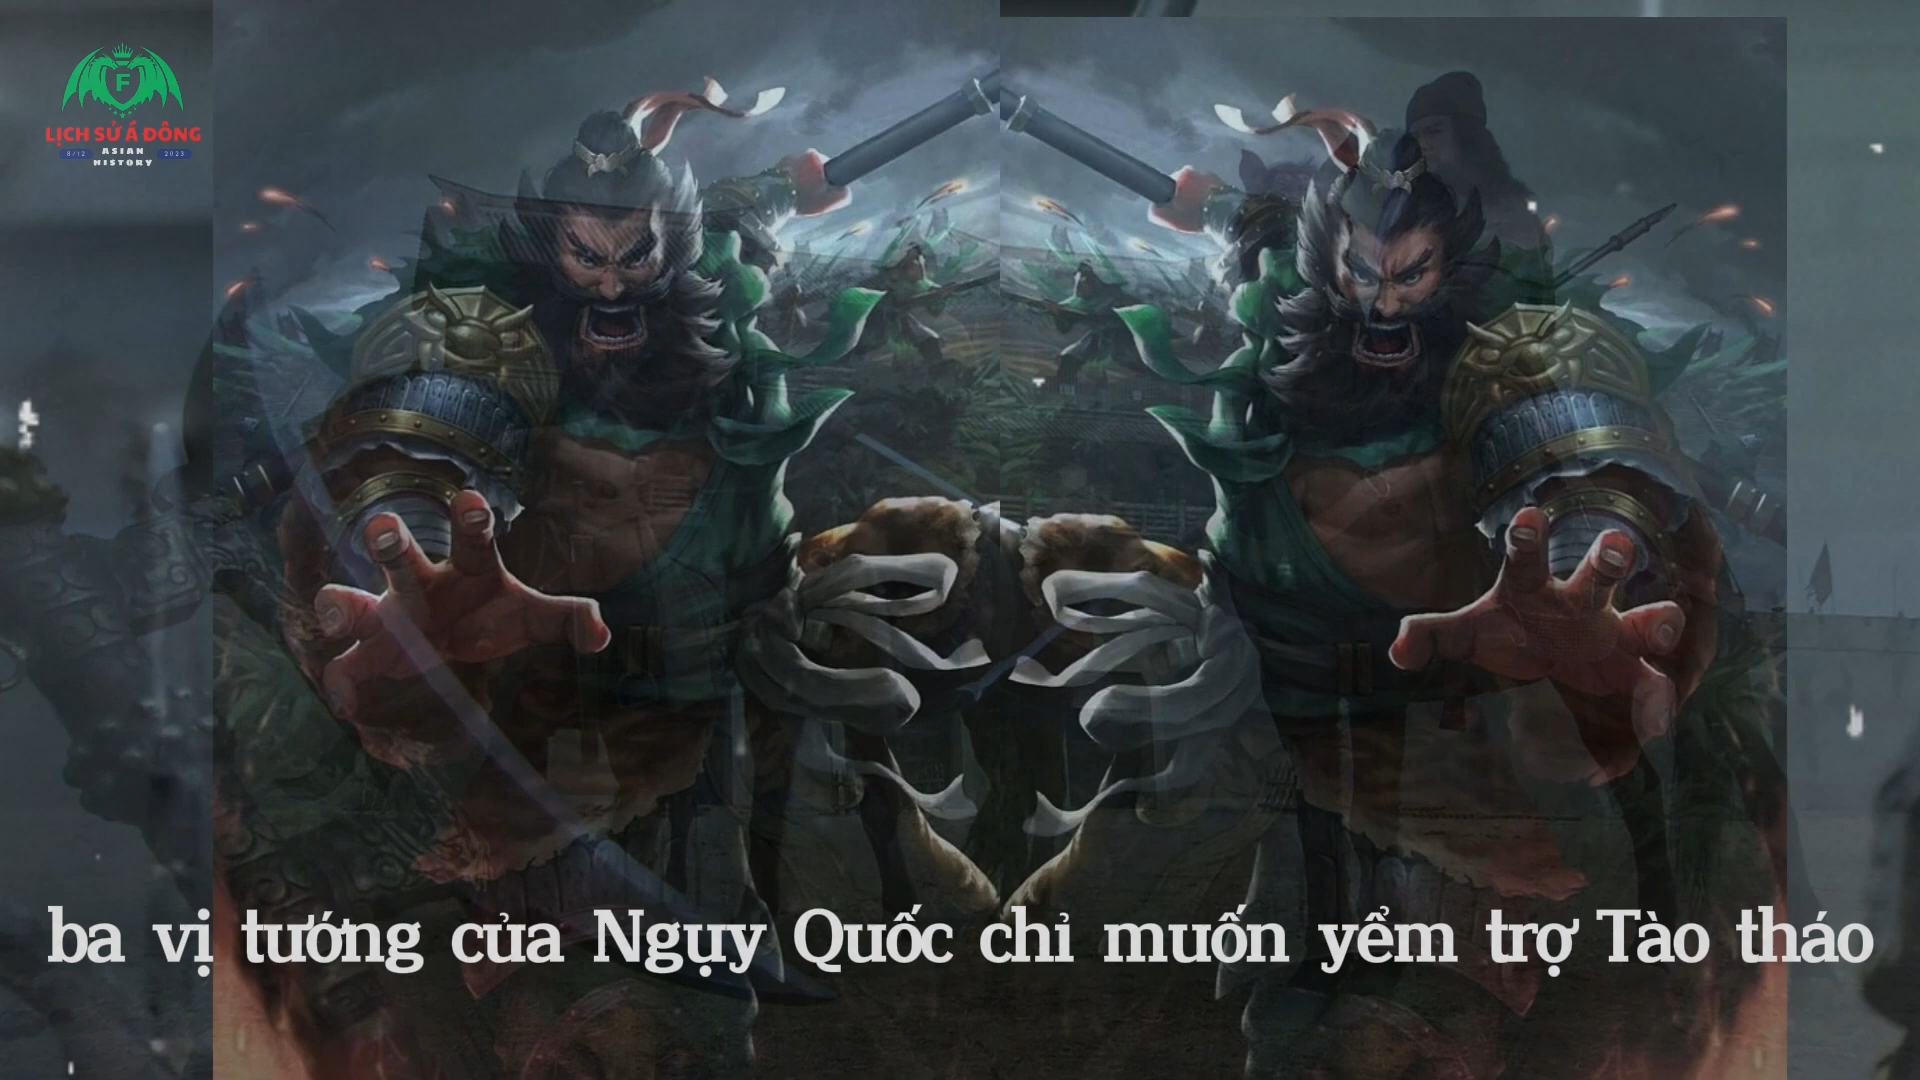 F
LỊCH SỬ Á ĐÔNG
8/12 ASIAN 2023
HISTORY
ba vị tướng của Ngụy Quốc chỉ muốn yểm trợ Tào tháo